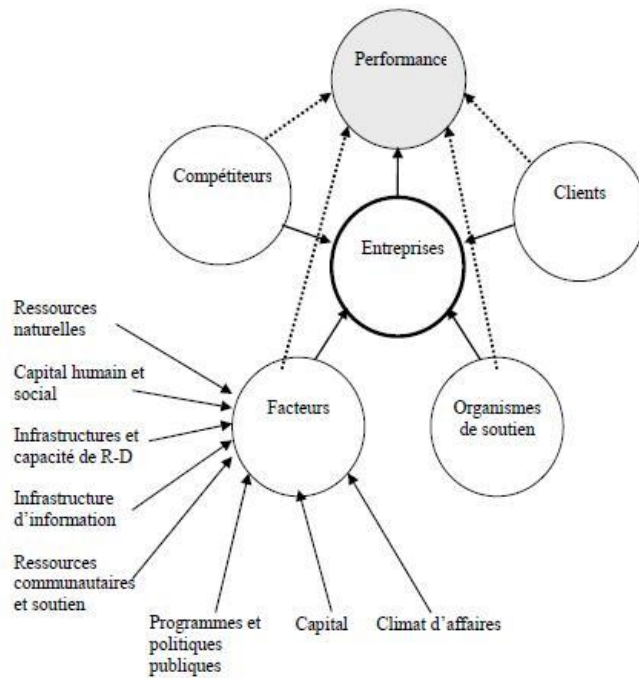 Performance
Compétiteurs
Clients
Entreprises
Ressources
naturelles
Capital humain et
social
Facteurs
Organismes
de soutien
Infrastructures et
capacité de R-D
Infrastructure
d'information
Ressources
communautaires
et soutien
Programmes et
politiques
publiques
Capital
Climat d'affaires